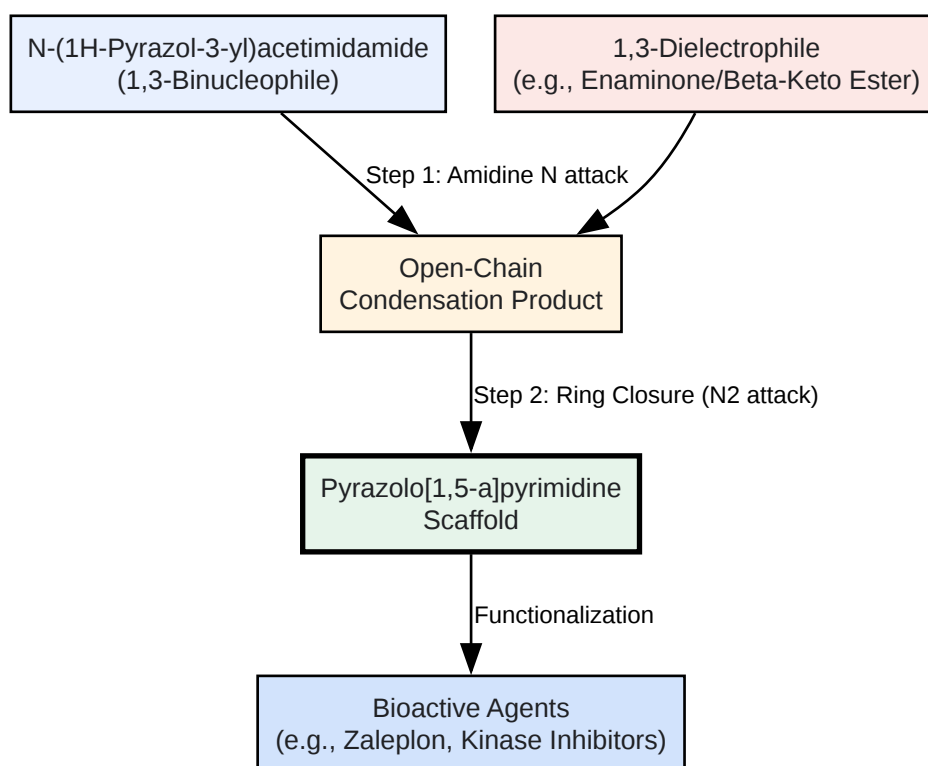 N-(1H-Pyrazol-3-yl)acetimidamide
(1,3-Binucleophile)
1,3-Dielectrophile
(e.g., Enaminone/Beta-Keto Ester)
Step 1: Amidine N attack
Open-Chain
Condensation Product
Step 2: Ring Closure (N2 attack)
Pyrazolo[1,5-a]pyrimidine
Scaffold
Functionalization
Bioactive Agents
(e.g., Zaleplon, Kinase Inhibitors)